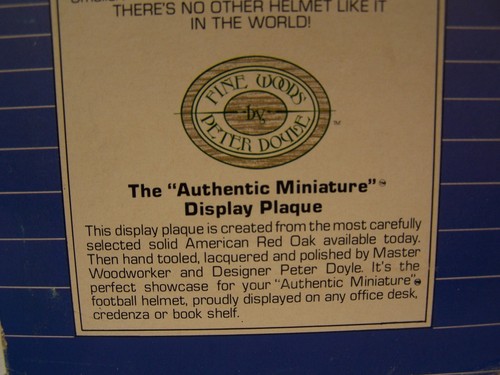 THERE'S NO OTHER HELMET LIKE IT
IN THE WORLD!
FINE WOODS
by
PETER DOYLE
TM
The "Authentic Miniature"
Display Plaque
This display plaque is created from the most carefully
selected solid American Red Oak available today.
Then hand tooled, lacquered and polished by Master
Woodworker and Designer Peter Doyle. It's the
perfect showcase for your "Authentic Miniature"
football helmet, proudly displayed on any office desk,
credenza or book shelf.